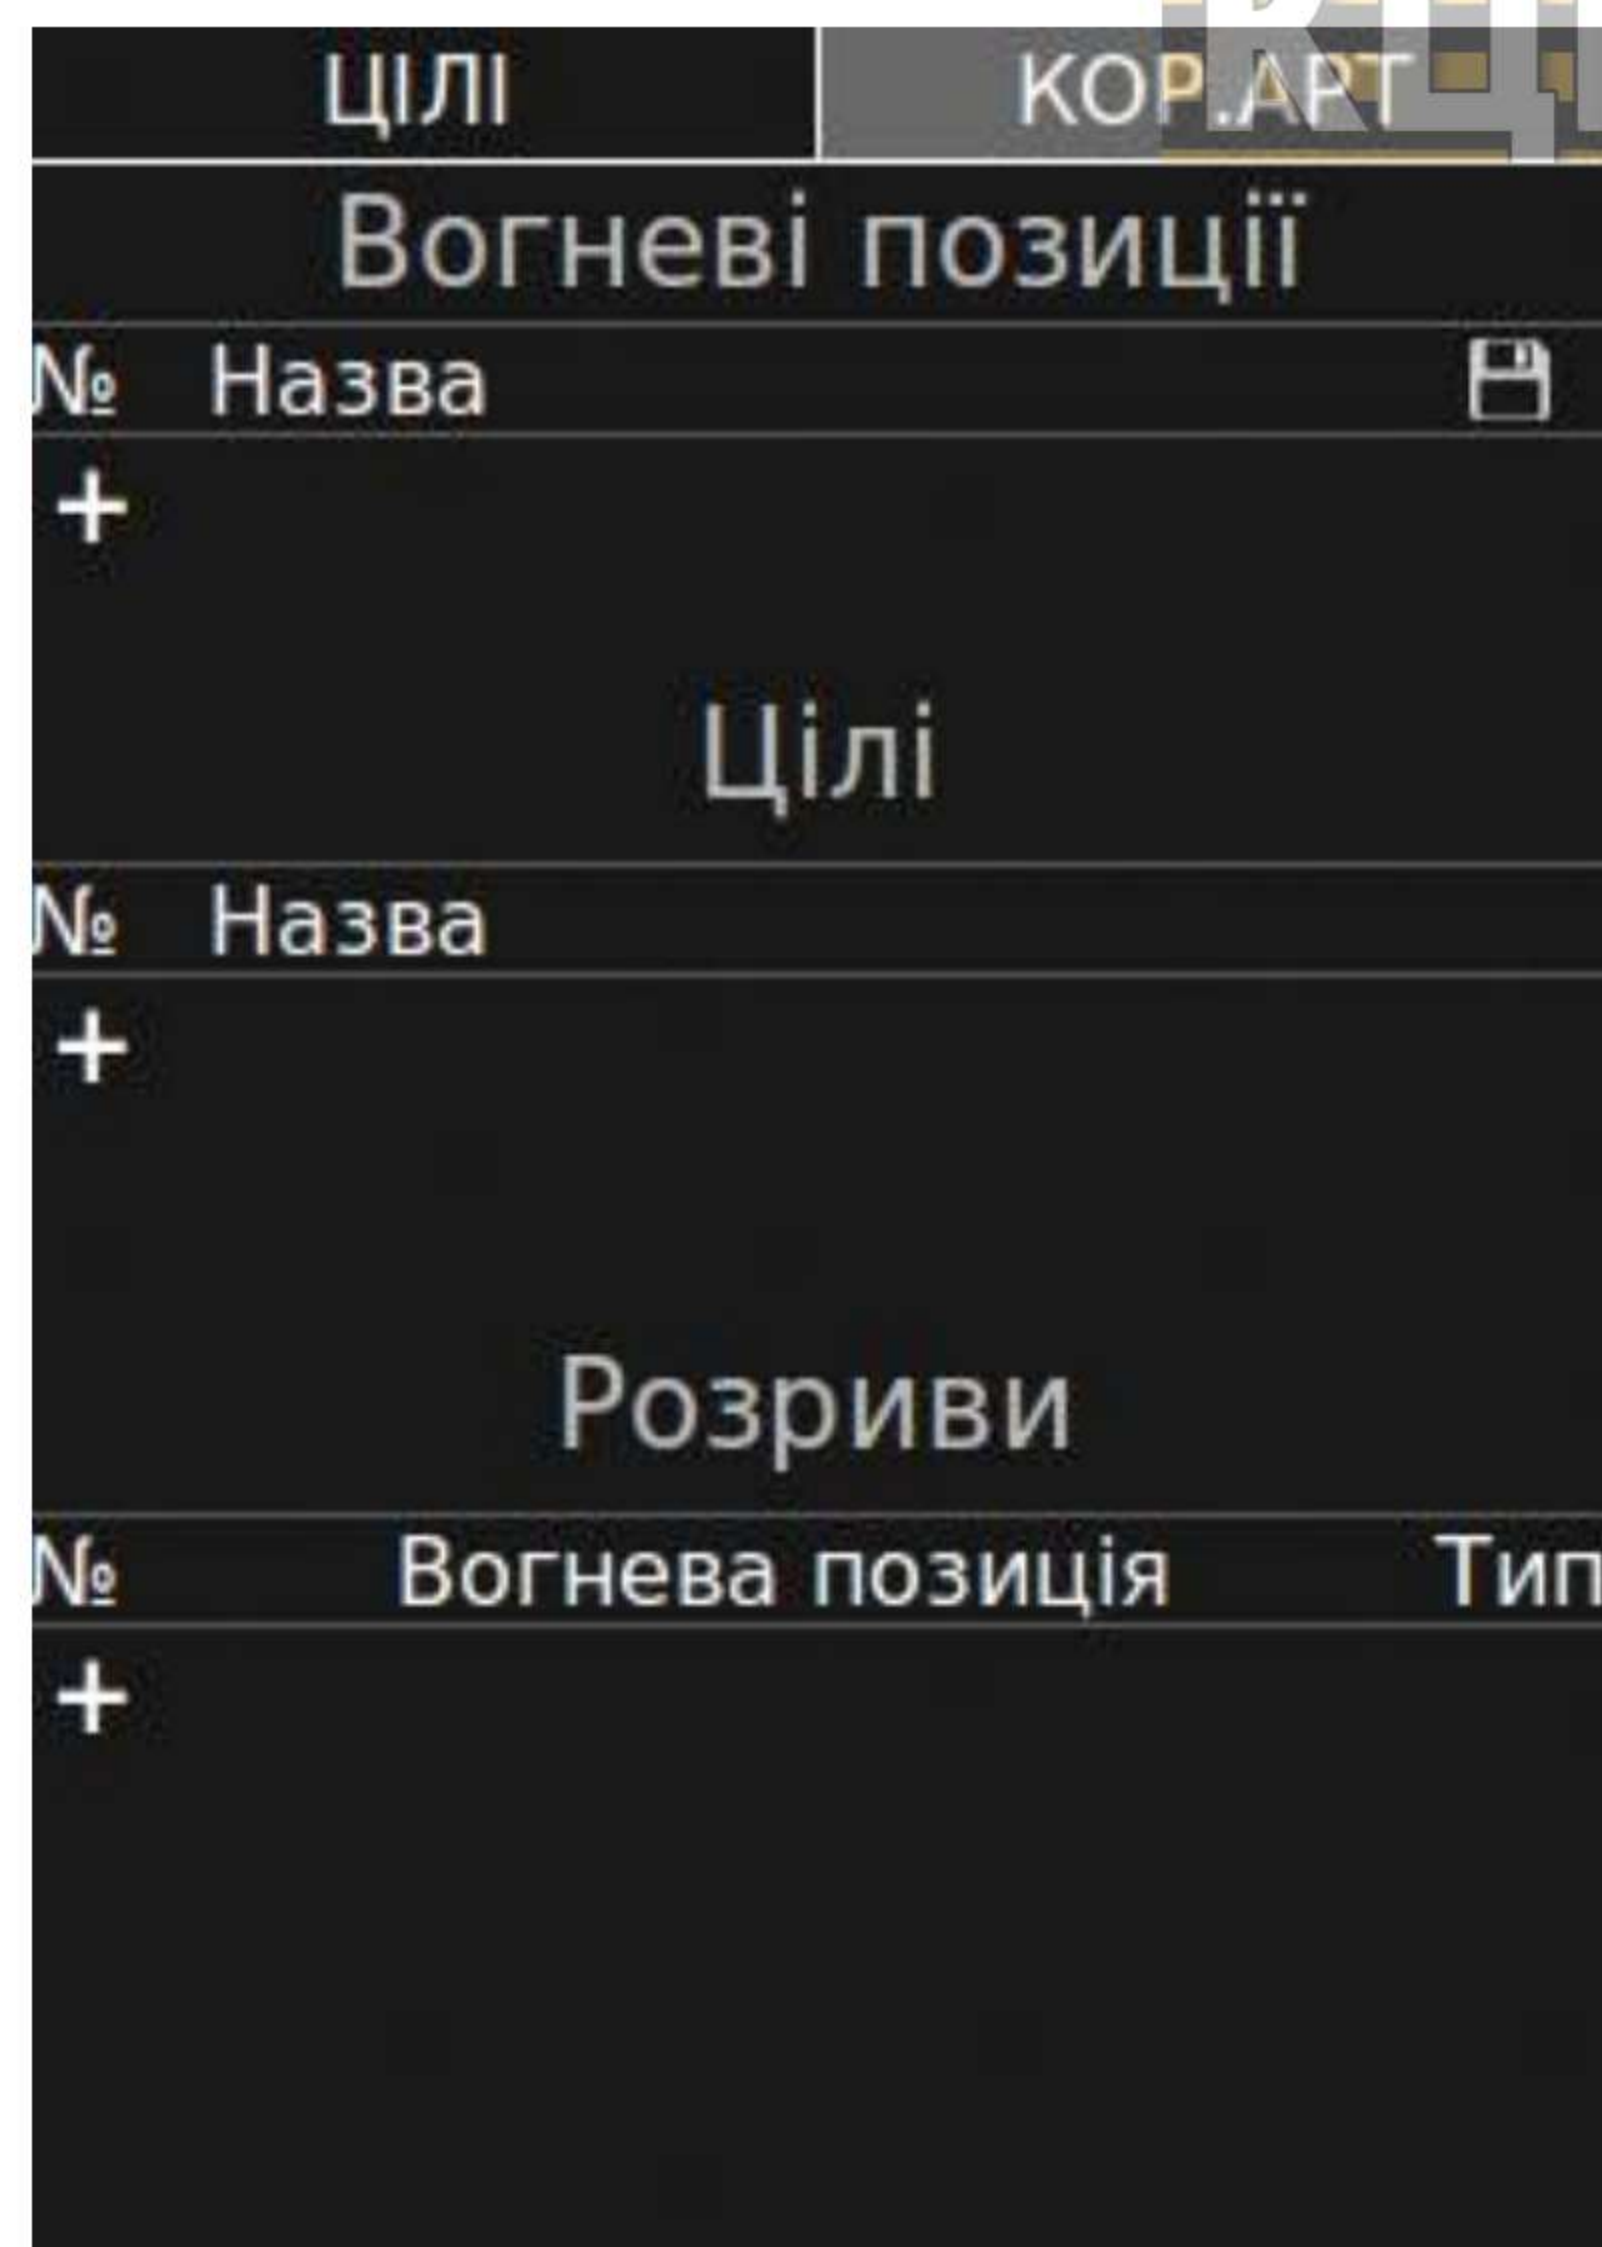 ЦІЛІ КОР.АРТ
Вогневі позиції
№ Назва
+
Цілі
№ Назва
+
Розриви
№ Вогнева позиція Тип
+